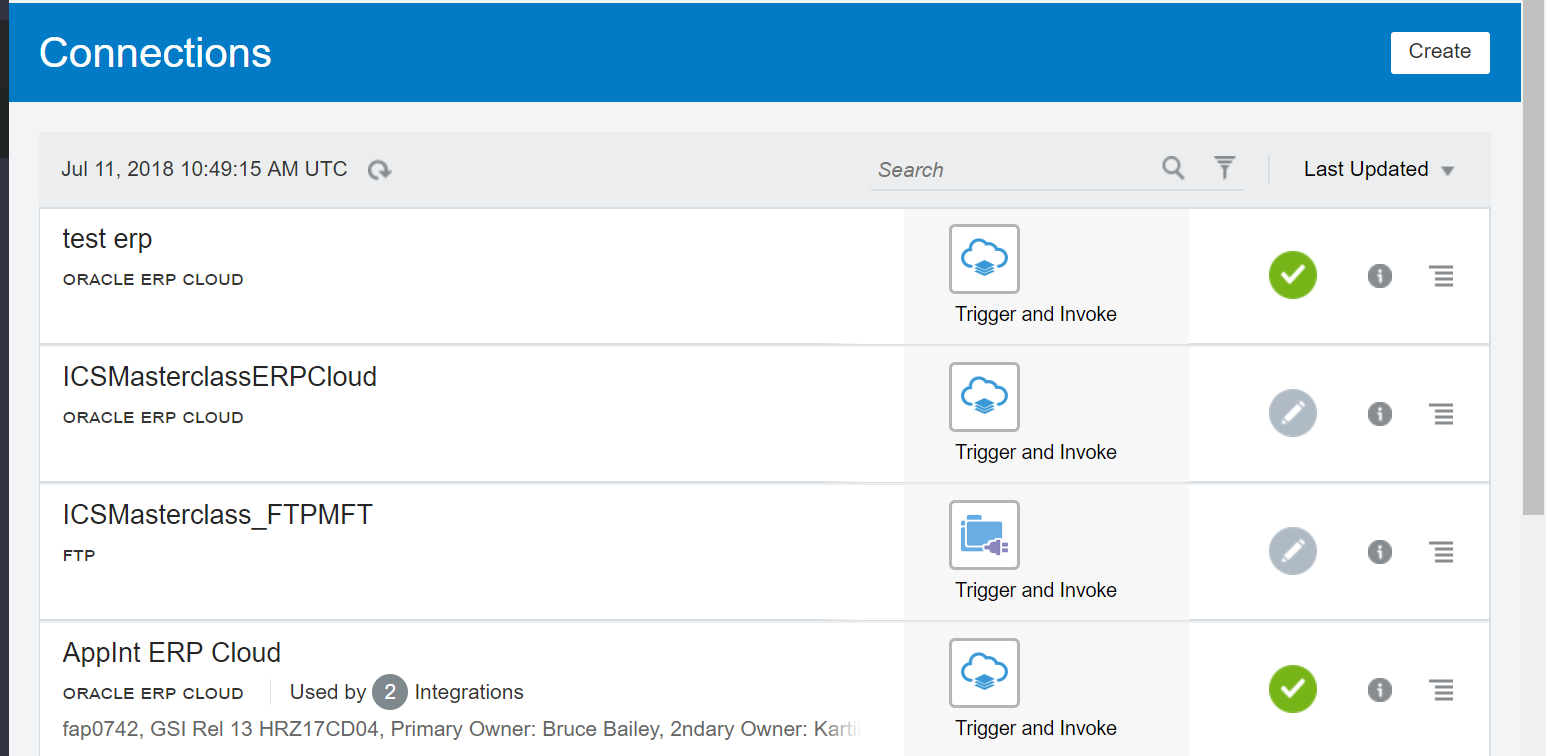 Connections
Create
Jul 11, 2018 10:49:15 AM UTC
Search
Last Updated
test erp
ORACLE ERP CLOUD
Trigger and Invoke
ICSMasterclassERPCloud
ORACLE ERP CLOUD
Trigger and Invoke
ICSMasterclass_FTPMFT
FTP
Trigger and Invoke
AppInt ERP Cloud
ORACLE ERP CLOUD Used by 2 Integrations
fap0742, GSI Rel 13 HRZ17CD04, Primary Owner: Bruce Bailey, 2ndary Owner:
Trigger and Invoke